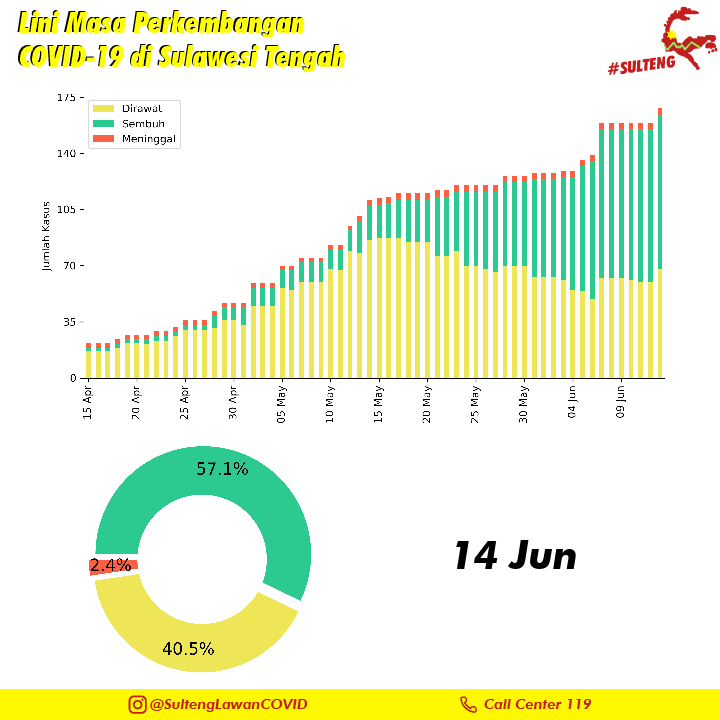 Lini Masa Perkembangan
COVID-19 di Sulawesi Tengah
#SULTENG
Jumlah Kasus
175
140
105
70
35
0
Dirawat
Sembuh
Meninggal
15 Apr
20 Apr
25 Apr
30 Apr
05 May
10 May
15 May
20 May
25 May
30 May
04 Jun
09 Jun
57.1%
2.4%
40.5%
14 Jun
@SultengLawanCOVID
Call Center 119